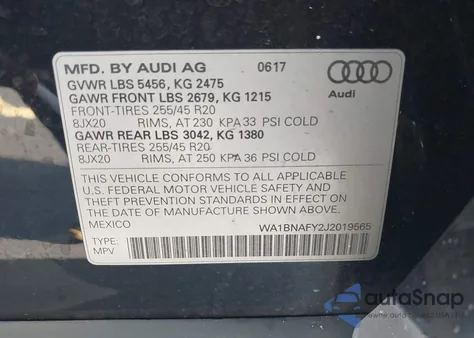 MFD. BY AUDI AG 0617
GVWR LBS 5456, KG 2475
GAWR FRONT LBS 2679, KG 1215
FRONT-TIRES 255/45 R20
8JX20 RIMS, AT 230 KPA 33 PSI COLD
GAWR REAR LBS 3042, KG 1380
REAR-TIRES 255/45 R20
8JX20 RIMS, AT 250 KPA 36 PSI COLD
Audi
THIS VEHICLE CONFORMS TO ALL APPLICABLE
U.S. FEDERAL MOTOR VEHICLE SAFETY AND
THEFT PREVENTION STANDARDS IN EFFECT ON
THE DATE OF MANUFACTURE SHOWN ABOVE.
MEXICO
WA1BNAFY2J2019565
TYPE:
MPV
autoSnap